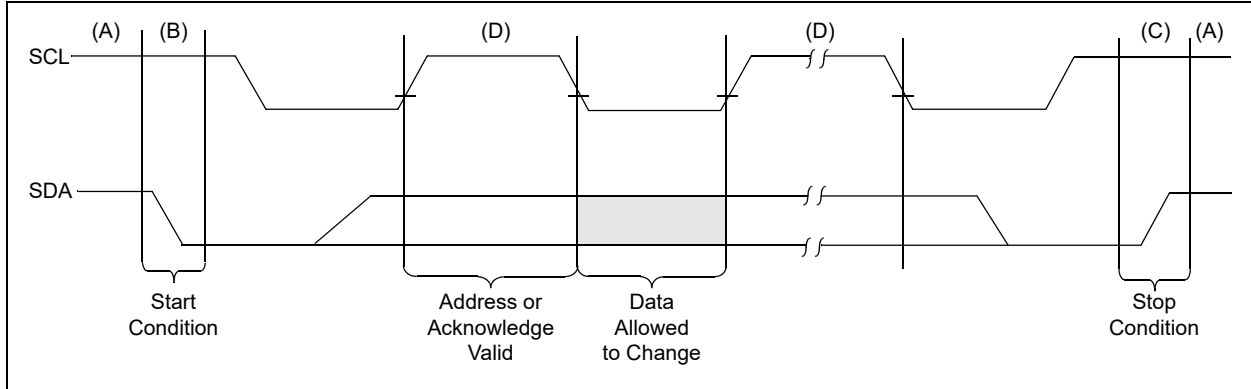 (A) (B) (D) (D) (C) (A)
SCL
SDA
Start
Condition
Address or
Acknowledge
Valid
Data
Allowed
to Change
Stop
Condition